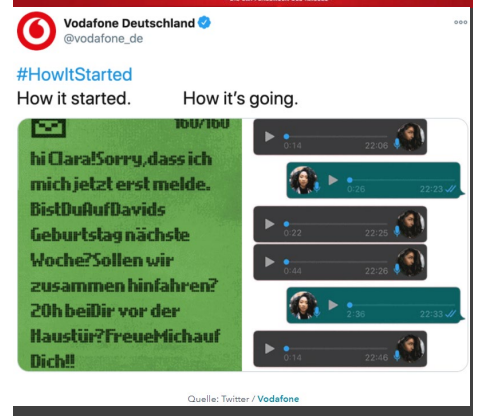 Vodafone Deutschland
@vodafone_de
#HowItStarted
How it started. How it's going.
160/160
hi Clara!Sorry,dass ich
mich jetzt erst melde.
BistDuAufDavids
Geburtstag nächste
Woche?Sollen wir
zusammen hinfahren?
20h beiDir vor der
Haustür?FreueMichauf
Dich!!
0:14 22:06
0:26 22:23
0:22 22:25
0:44 22:26
2:36 22:33
0:14 22:46
Quelle: Twitter / Vodafone